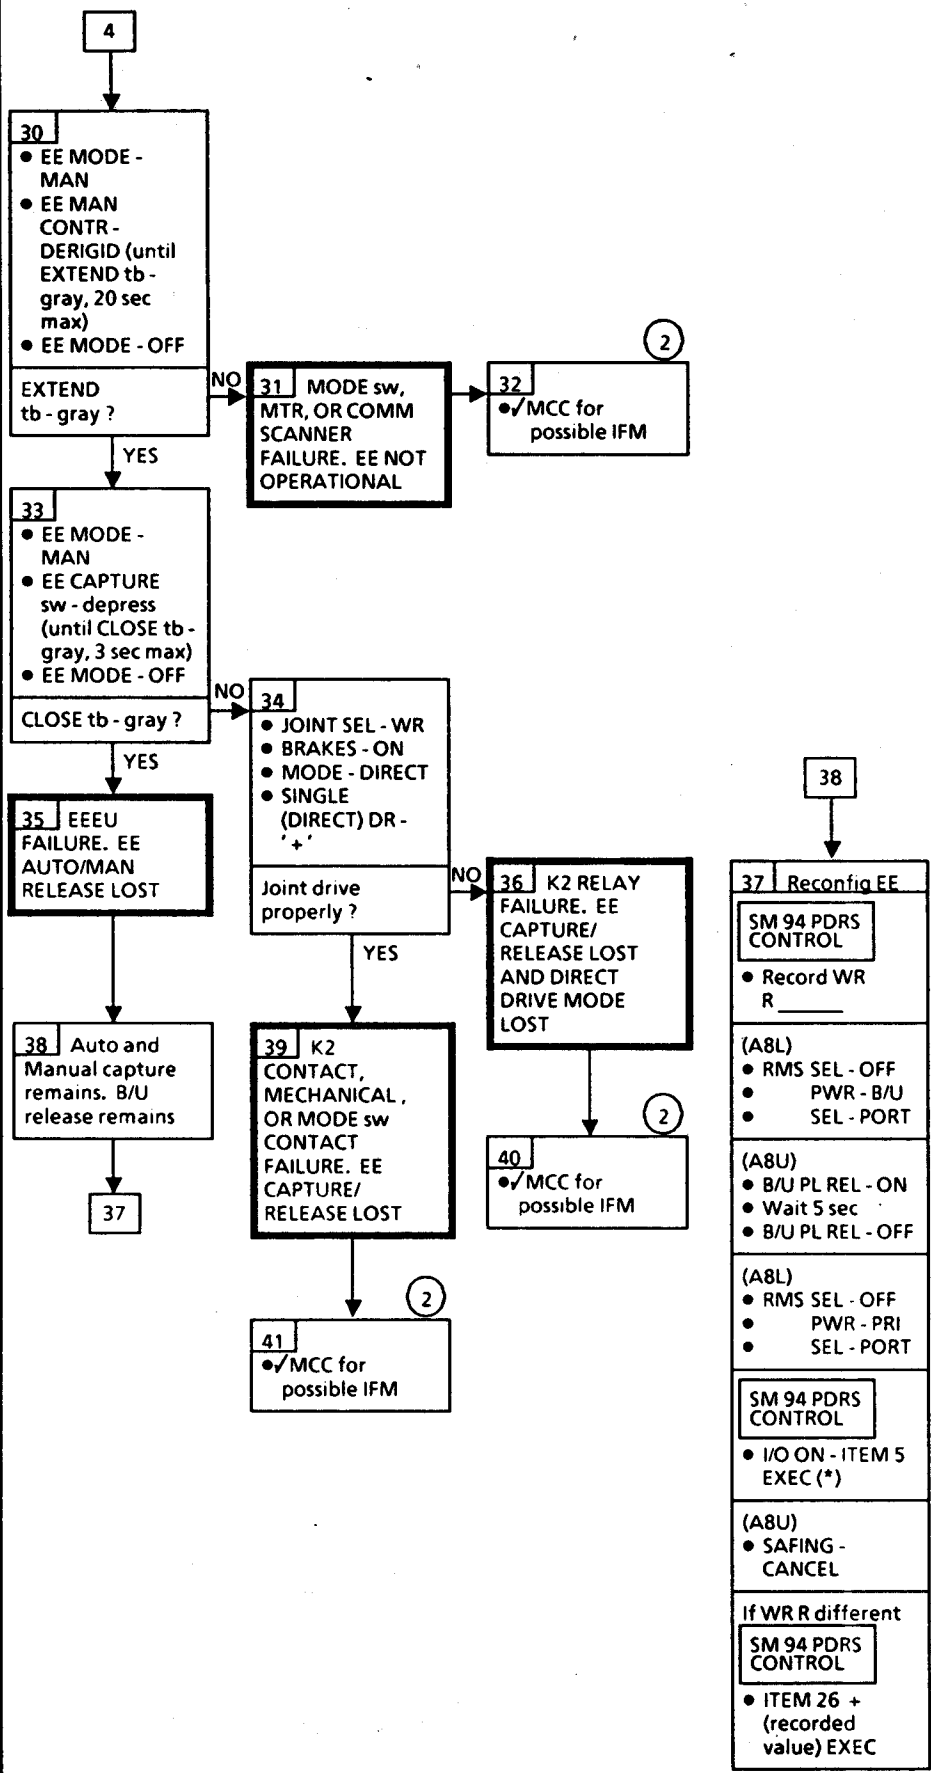 4
30
● EE MODE -
MAN
● EE MAN
CONTR -
DERIGID (until
EXTEND tb -
gray, 20 sec
max)
● EE MODE - OFF
EXTEND
tb - gray ?
NO
YES
31 MODE sw,
MTR, OR COMM
SCANNER
FAILURE. EE NOT
OPERATIONAL
2
32
●✓MCC for
possible IFM
33
● EE MODE -
MAN
● EE CAPTURE
sw - depress
(until CLOSE tb -
gray, 3 sec max)
● EE MODE - OFF
CLOSE tb - gray ?
NO
YES
34
● JOINT SEL - WR
● BRAKES - ON
● MODE - DIRECT
● SINGLE
(DIRECT) DR -
'+'
Joint drive
properly ?
NO
YES
35 EEEU
FAILURE. EE
AUTO/MAN
RELEASE LOST
36 K2 RELAY
FAILURE. EE
CAPTURE/
RELEASE LOST
AND DIRECT
DRIVE MODE
LOST
38 Auto and
Manual capture
remains. B/U
release remains
37
39 K2
CONTACT,
MECHANICAL,
OR MODE sw
CONTACT
FAILURE. EE
CAPTURE/
RELEASE LOST
2
40
●✓MCC for
possible IFM
2
41
●✓MCC for
possible IFM
38
37 Reconfig EE
SM 94 PDRS
CONTROL
● Record WR
R ______
(A8L)
● RMS SEL - OFF
● PWR - B/U
● SEL - PORT
(A8U)
● B/U PL REL - ON
● Wait 5 sec
● B/U PL REL - OFF
(A8L)
● RMS SEL - OFF
● PWR - PRI
● SEL - PORT
SM 94 PDRS
CONTROL
● I/O ON - ITEM 5
EXEC (*)
(A8U)
● SAFING -
CANCEL
If WR R different
SM 94 PDRS
CONTROL
● ITEM 26 +
(recorded
value) EXEC